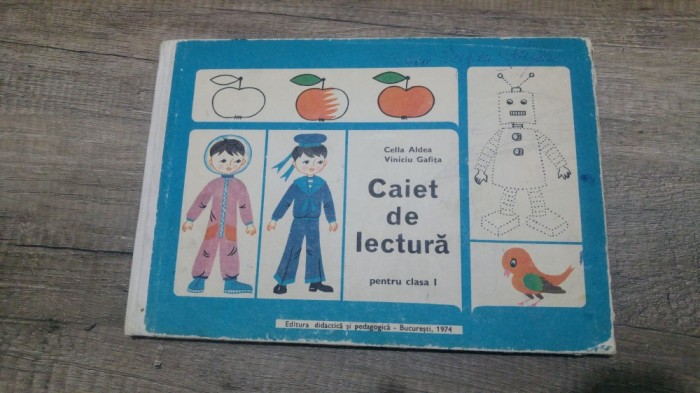 Cella Aldea
Viniciu Gafița
Caiet
de
lectură
pentru clasa I
Editura didactică și pedagogică - București, 1974